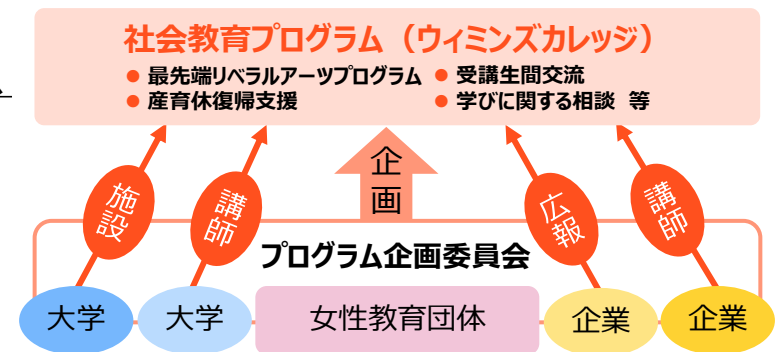 社会教育プログラム（ウィミンズカレッジ）
● 最先端リベラルアーツプログラム ● 受講生間交流
● 産育休復帰支援 ● 学びに関する相談 等
企画
施設
講師
広報
講師
プログラム企画委員会
大学 大学 女性教育団体 企業 企業